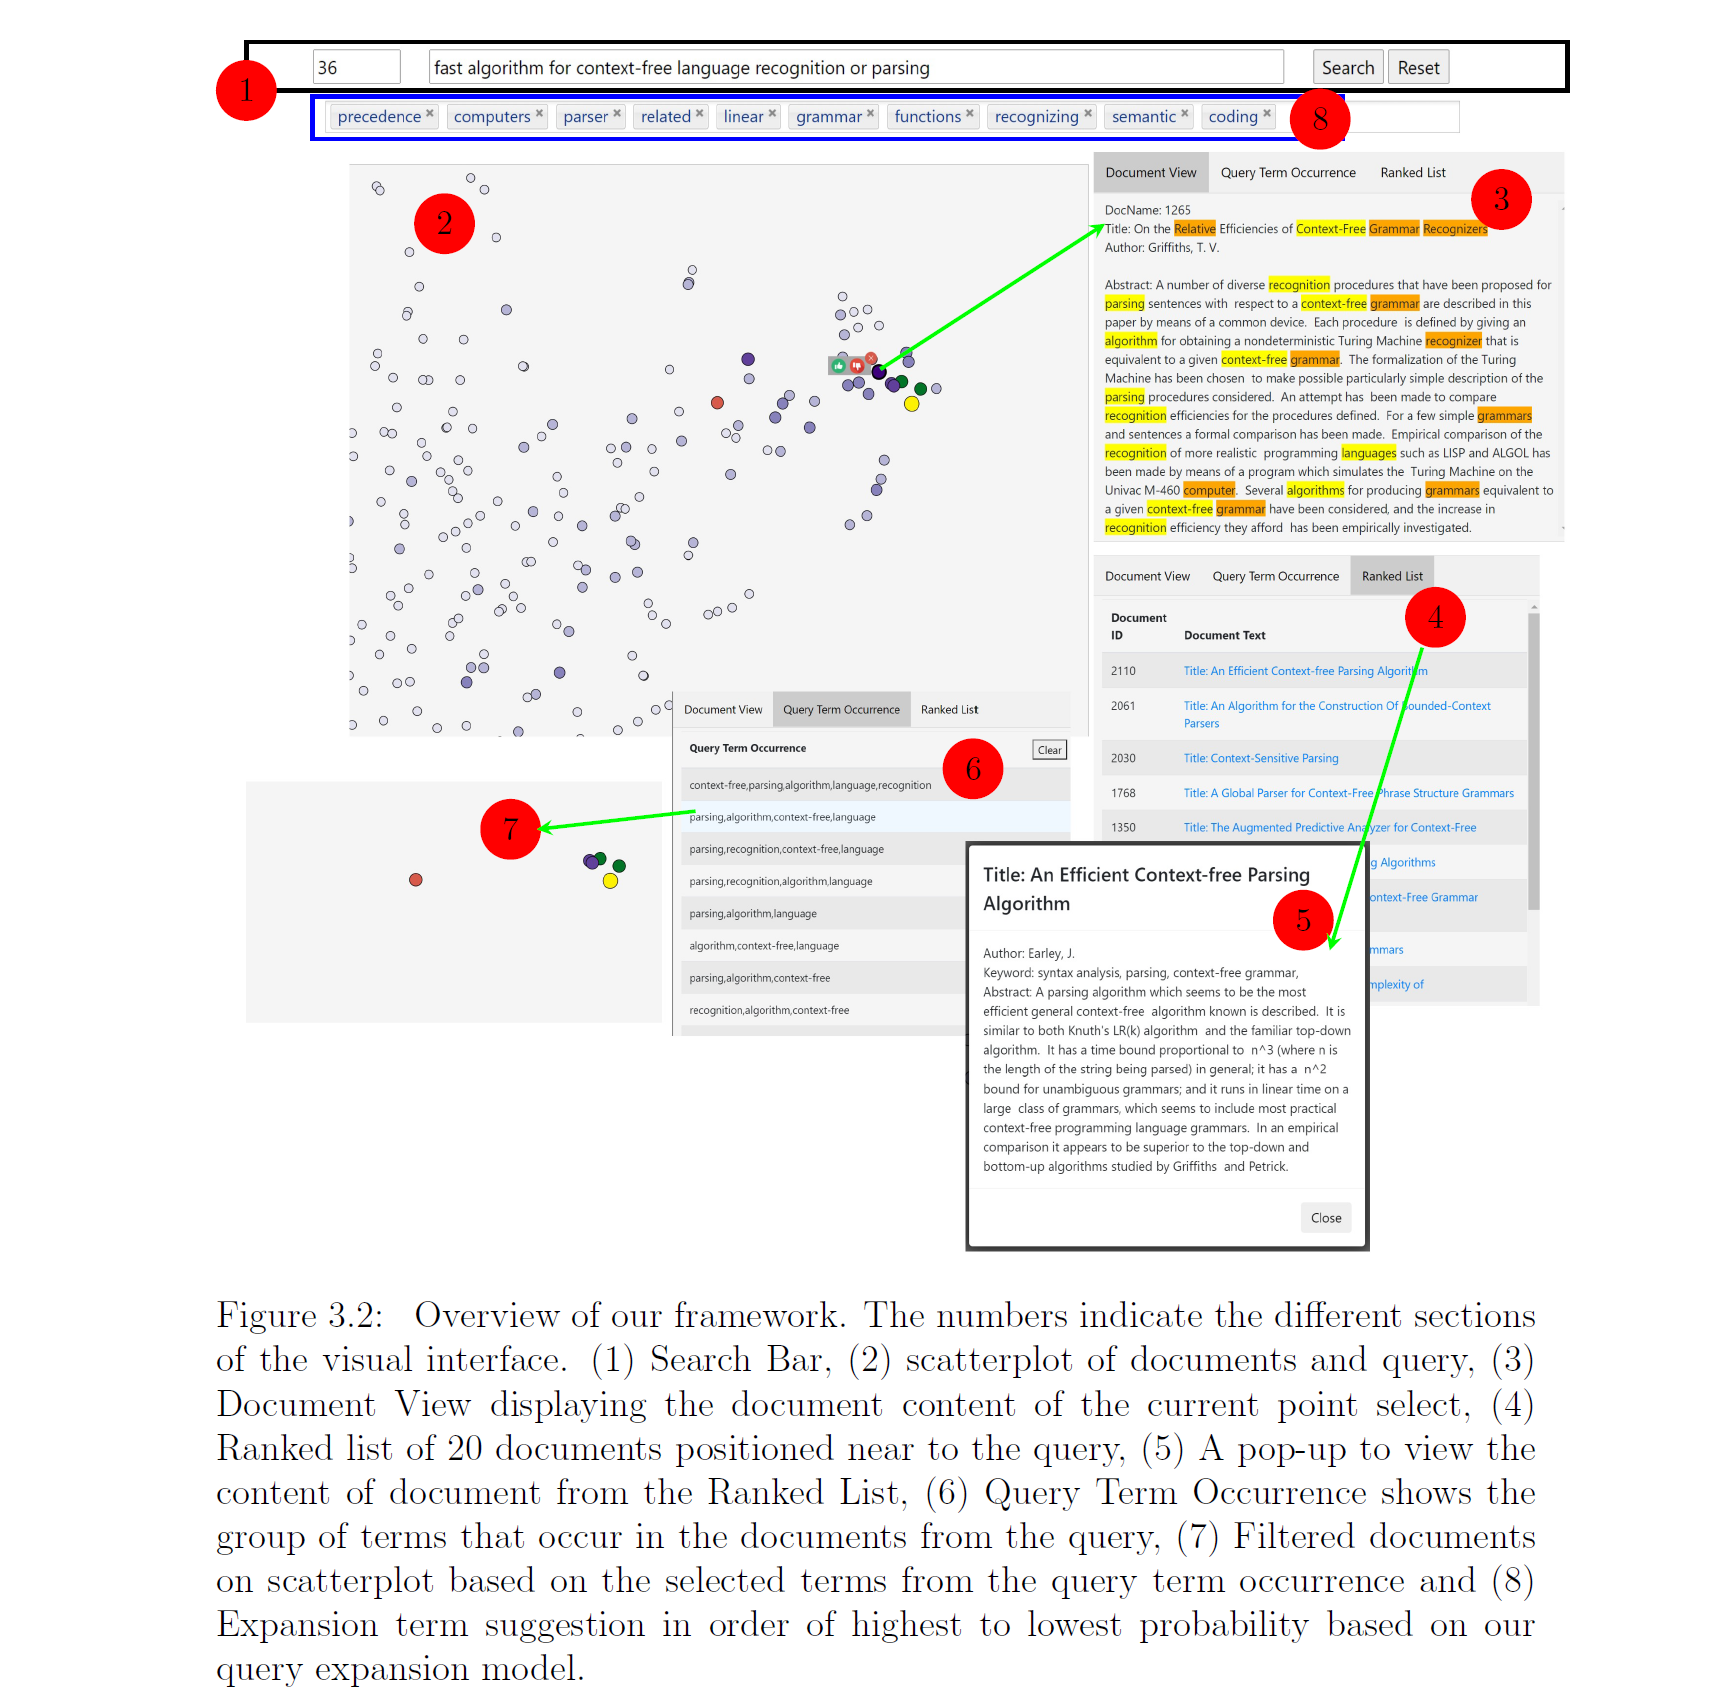 36
fast algorithm for context-free language recognition or parsing
Search
Reset
1
precedence × computers × parser × related × linear × grammar × functions × recognizing × semantic × coding ×
8
2
Document View Query Term Occurrence Ranked List
3
DocName: 1265
Title: On the Relative Efficiencies of Context-Free Grammar Recognizers
Author: Griffiths, T. V.
Abstract: A number of diverse recognition procedures that have been proposed for
parsing sentences with respect to a context-free grammar are described in this
paper by means of a common device. Each procedure is defined by giving an
algorithm for obtaining a nondeterministic Turing Machine recognizer that is
equivalent to a given context-free grammar. The formalization of the Turing
Machine has been chosen to make possible particularly simple description of the
parsing procedures considered. An attempt has been made to compare
recognition efficiencies for the procedures defined. For a few simple grammars
and sentences a formal comparison has been made. Empirical comparison of the
recognition of more realistic programming languages such as LISP and ALGOL has
been made by means of a program which simulates the Turing Machine on the
Univac M-460 computer. Several algorithms for producing grammars equivalent to
a given context-free grammar have been considered, and the increase in
recognition efficiency they afford has been empirically investigated.
Document View Query Term Occurrence Ranked List
4
Document
ID
Document Text
2110 Title: An Efficient Context-free Parsing Algorithm
2061 Title: An Algorithm for the Construction Of Bounded-Context
Parsers
2030 Title: Context-Sensitive Parsing
1768 Title: A Global Parser for Context-Free Phrase Structure Grammars
1350 Title: The Augmented Predictive Analyzer for Context-Free
g Algorithms
ontext-Free Grammar
mmars
mplexity of
Document View Query Term Occurrence Ranked List
Query Term Occurrence
Clear
6
context-free,parsing,algorithm,language,recognition
parsing,algorithm,context-free,language
parsing,recognition,context-free,language
parsing,recognition,algorithm,language
parsing,algorithm,language
algorithm,context-free,language
parsing,algorithm,context-free
recognition,algorithm,context-free
7
Title: An Efficient Context-free Parsing
Algorithm
5
Author: Earley, J.
Keyword: syntax analysis, parsing, context-free grammar,
Abstract: A parsing algorithm which seems to be the most
efficient general context-free algorithm known is described. It is
similar to both Knuth's LR(k) algorithm and the familiar top-down
algorithm. It has a time bound proportional to n^3 (where n is
the length of the string being parsed) in general; it has a n^2
bound for unambiguous grammars; and it runs in linear time on a
large class of grammars, which seems to include most practical
context-free programming language grammars. In an empirical
comparison it appears to be superior to the top-down and
bottom-up algorithms studied by Griffiths and Petrick.
Close
Figure 3.2: Overview of our framework. The numbers indicate the different sections
of the visual interface. (1) Search Bar, (2) scatterplot of documents and query, (3)
Document View displaying the document content of the current point select, (4)
Ranked list of 20 documents positioned near to the query, (5) A pop-up to view the
content of document from the Ranked List, (6) Query Term Occurrence shows the
group of terms that occur in the documents from the query, (7) Filtered documents
on scatterplot based on the selected terms from the query term occurrence and (8)
Expansion term suggestion in order of highest to lowest probability based on our
query expansion model.